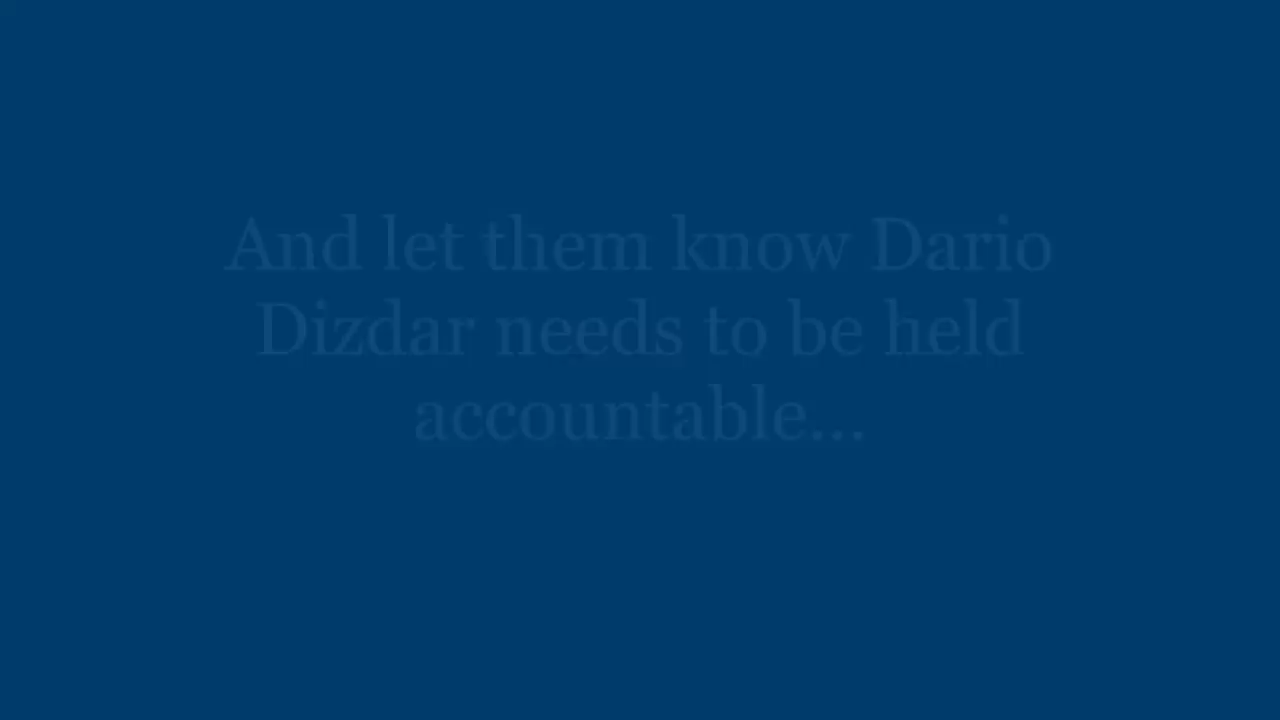 And let them know Dario
Dizdar needs to be held
accountable...